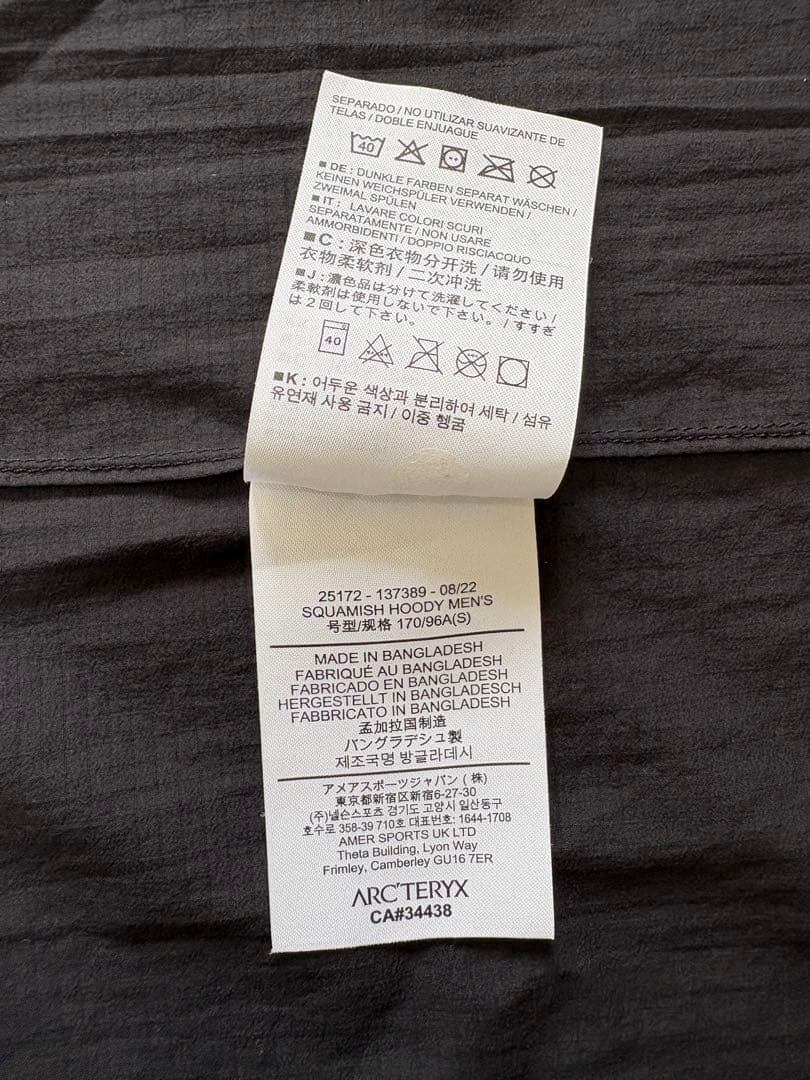 SEPARADO / NO UTILIZAR SUAVIZANTE DE
TELAS / DOBLE ENJUAGUE
40
■ DE : DUNKLE FARBEN SEPARAT WÄSCHEN /
KEINEN WEICHSPÜLER VERWENDEN /
ZWEIMAL SPÜLEN
■ IT : LAVARE COLORI SCURI
SEPARATAMENTE / NON USARE
AMMORBIDENTI / DOPPIO RISCIACQUO
■ C : 深色衣物分开洗 / 请勿使用
衣物柔软剂 / 二次冲洗
■ J : 濃色品は分けて洗濯してください /
柔軟剤は使用しないで下さい。/ すすぎ
は2回して下さい。
40
■ K : 어두운 색상과 분리하여 세탁 / 섬유
유연재 사용 금지 / 이중 헹굼
25172 - 137389 - 08/22
SQUAMISH HOODY MEN'S
号型/规格 170/96A(S)
MADE IN BANGLADESH
FABRIQUÉ AU BANGLADESH
FABRICADO EN BANGLADESH
HERGESTELLT IN BANGLADESCH
FABBRICATO IN BANGLADESH
孟加拉国制造
バングラデシュ製
제조국명 방글라데시
アメアスポーツジャパン ( 株)
東京都新宿区新宿6-27-30
(주)넬슨스포츠 경기도 고양시 일산동구
호수로 358-39 710호 대표번호: 1644-1708
AMER SPORTS UK LTD
Theta Building, Lyon Way
Frimley, Camberley GU16 7ER
ARC'TERYX
CA#34438